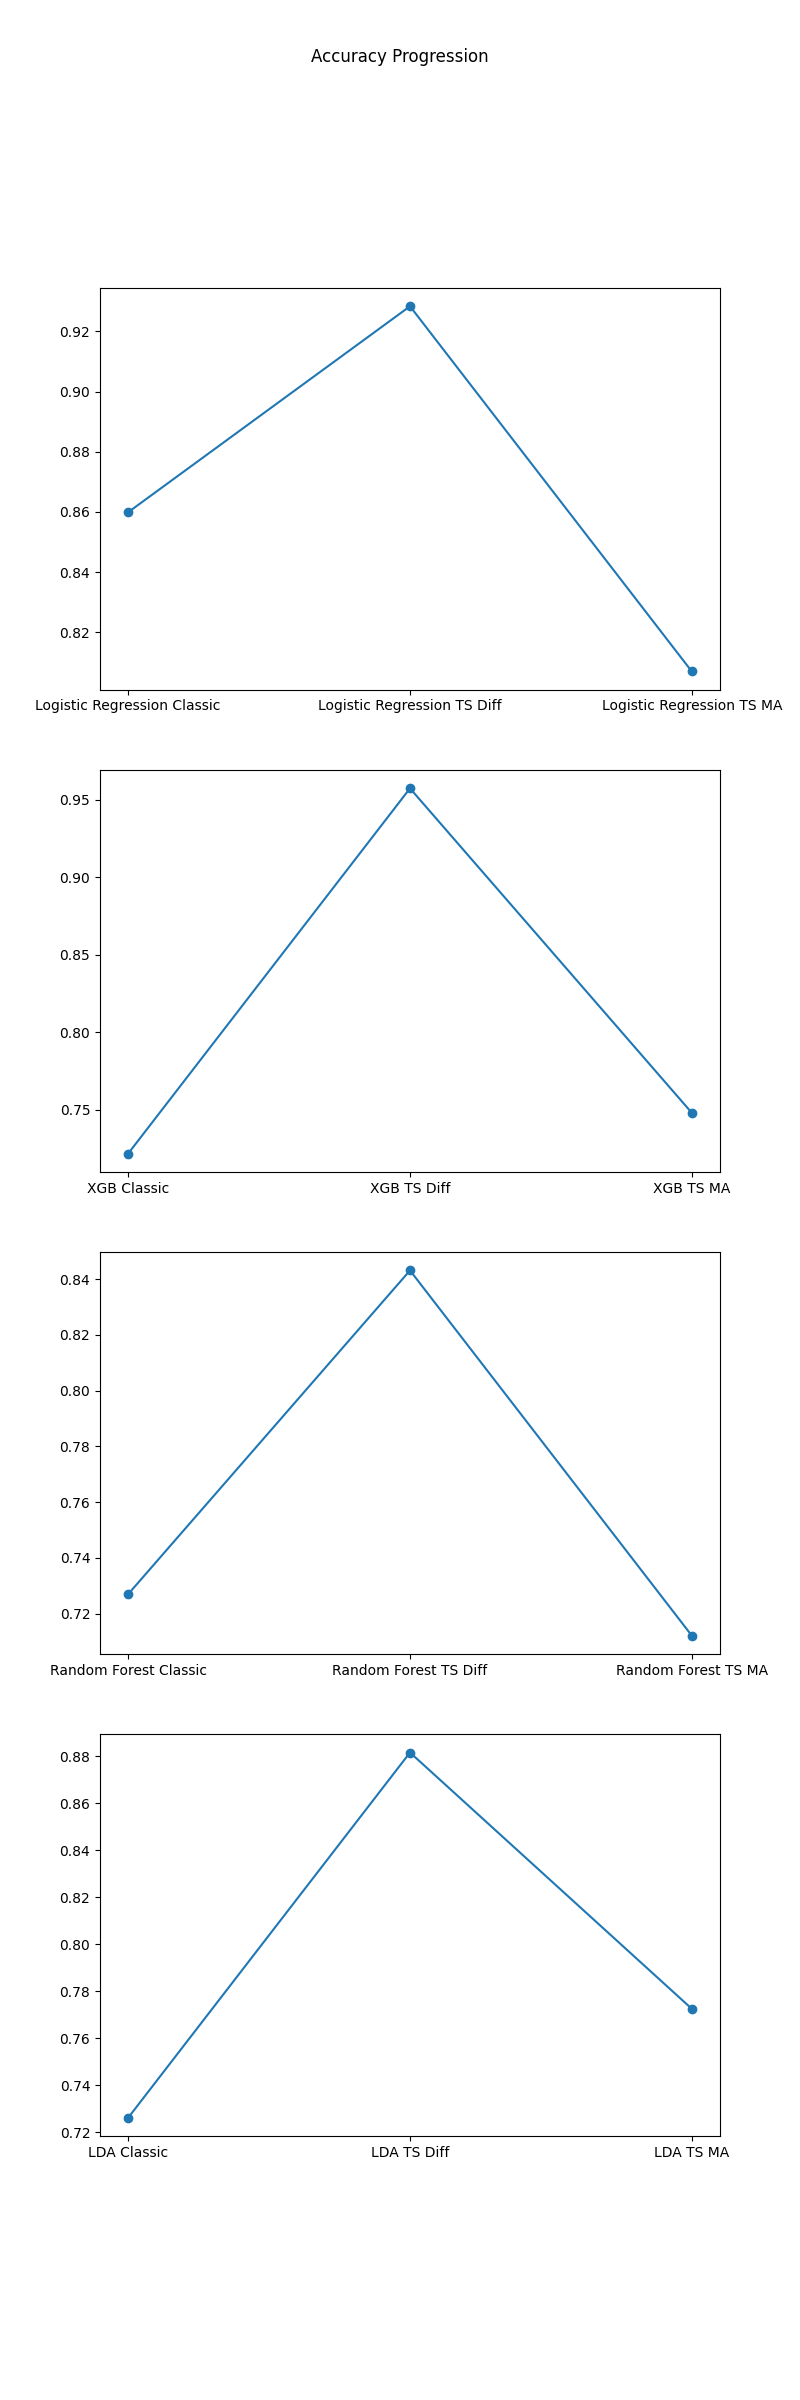 Accuracy Progression
0.92
0.90
0.88
0.86
0.84
0.82
Logistic Regression Classic
Logistic Regression TS Diff
Logistic Regression TS MA
0.95
0.90
0.85
0.80
0.75
XGB Classic
XGB TS Diff
XGB TS MA
0.84
0.82
0.80
0.78
0.76
0.74
0.72
Random Forest Classic
Random Forest TS Diff
Random Forest TS MA
0.88
0.86
0.84
0.82
0.80
0.78
0.76
0.74
0.72
LDA Classic
LDA TS Diff
LDA TS MA